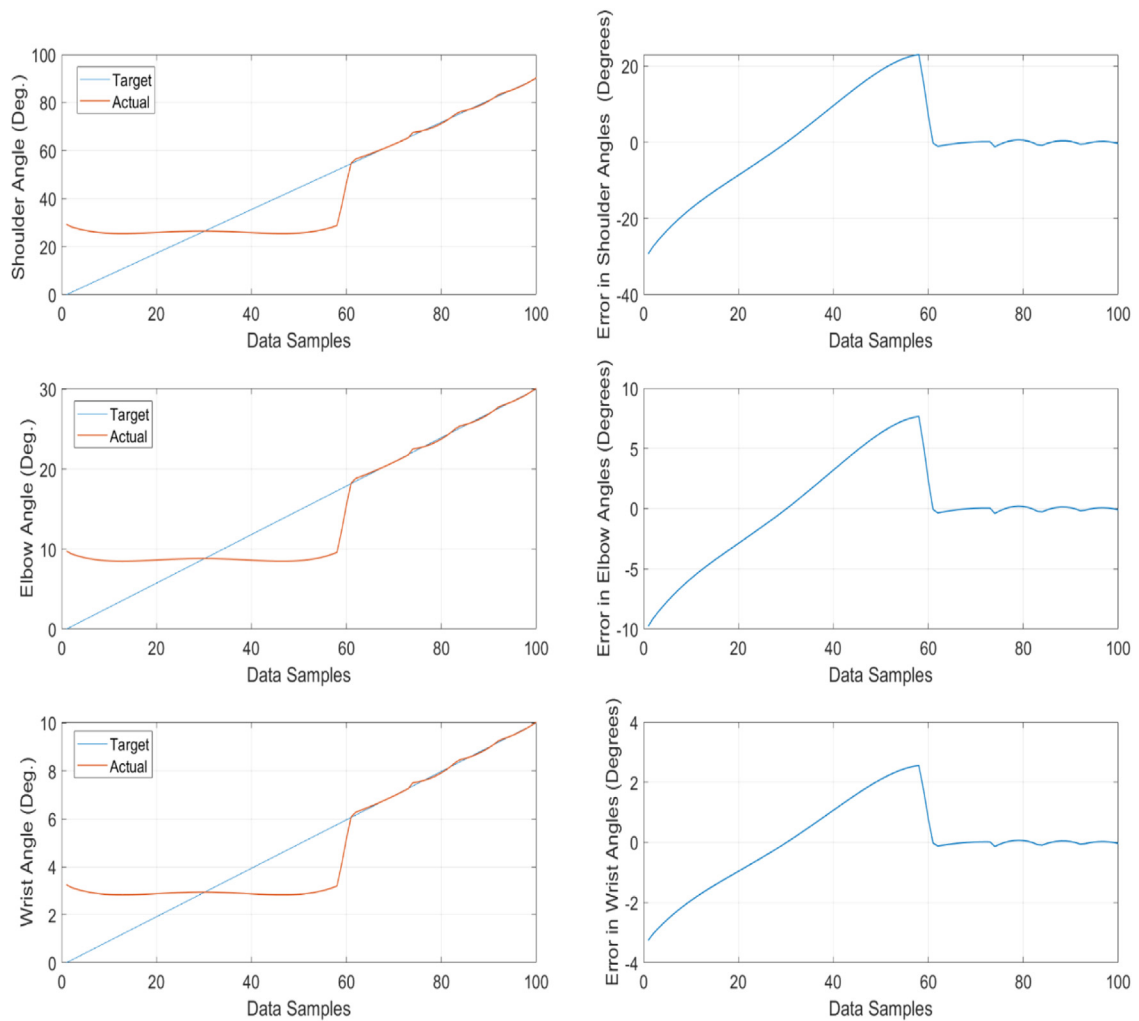 Shoulder Angle (Deg.)
100
80
60
40
20
0
Target
Actual
0 20 40 60 80 100
Data Samples
Error in Shoulder Angles (Degrees)
20
0
-20
-40
0 20 40 60 80 100
Data Samples
Elbow Angle (Deg.)
30
20
10
0
Target
Actual
0 20 40 60 80 100
Data Samples
Error in Elbow Angles (Degrees)
10
5
0
-5
-10
0 20 40 60 80 100
Data Samples
Wrist Angle (Deg.)
10
8
6
4
2
0
Target
Actual
0 20 40 60 80 100
Data Samples
Error in Wrist Angles (Degrees)
4
2
0
-2
-4
0 20 40 60 80 100
Data Samples